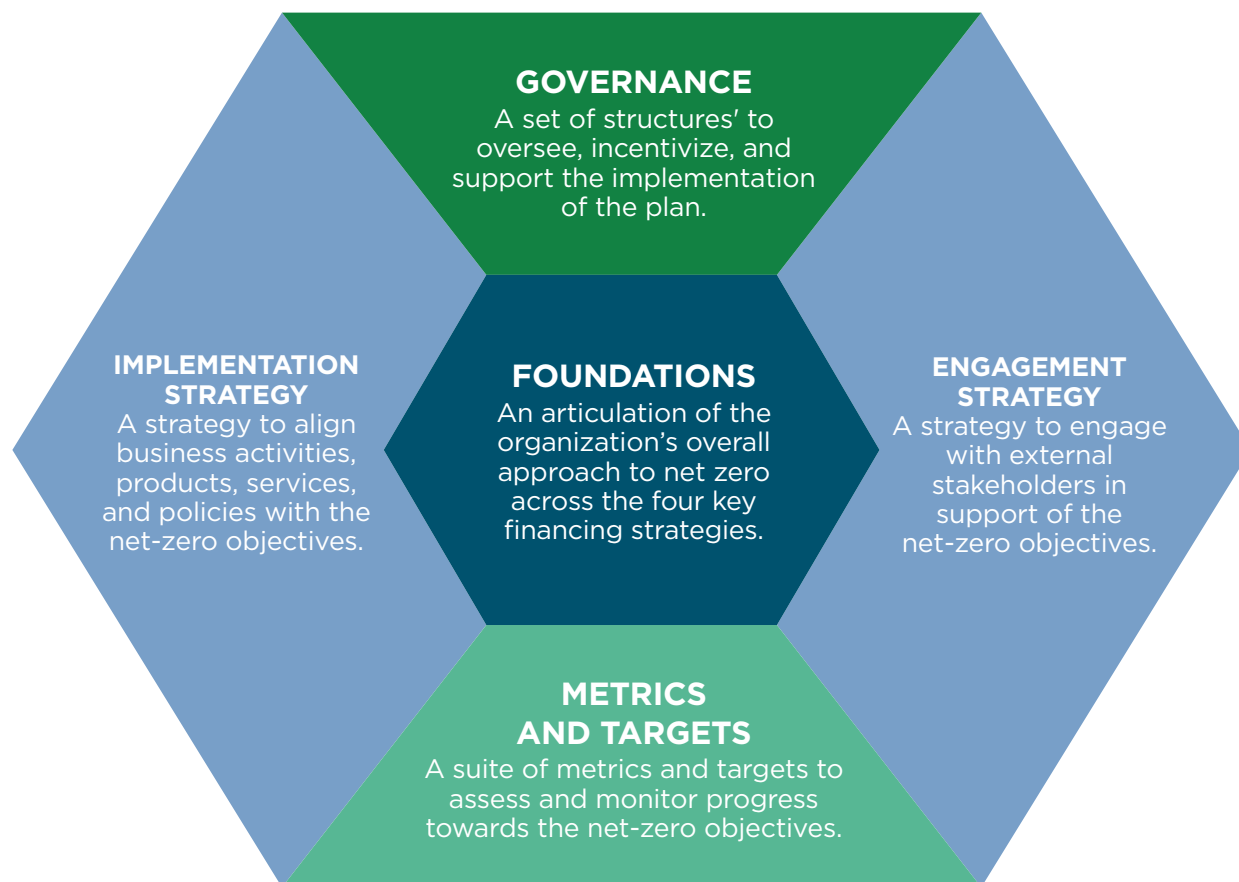 GOVERNANCE
A set of structures' to
oversee, incentivize, and
support the implementation
of the plan.
IMPLEMENTATION
STRATEGY
A strategy to align
business activities,
products, services,
and policies with the
net-zero objectives.
FOUNDATIONS
An articulation of the
organization’s overall
approach to net zero
across the four key
financing strategies.
ENGAGEMENT
STRATEGY
A strategy to engage
with external
stakeholders in
support of the
net-zero objectives.
METRICS
AND TARGETS
A suite of metrics and targets to
assess and monitor progress
towards the net-zero objectives.